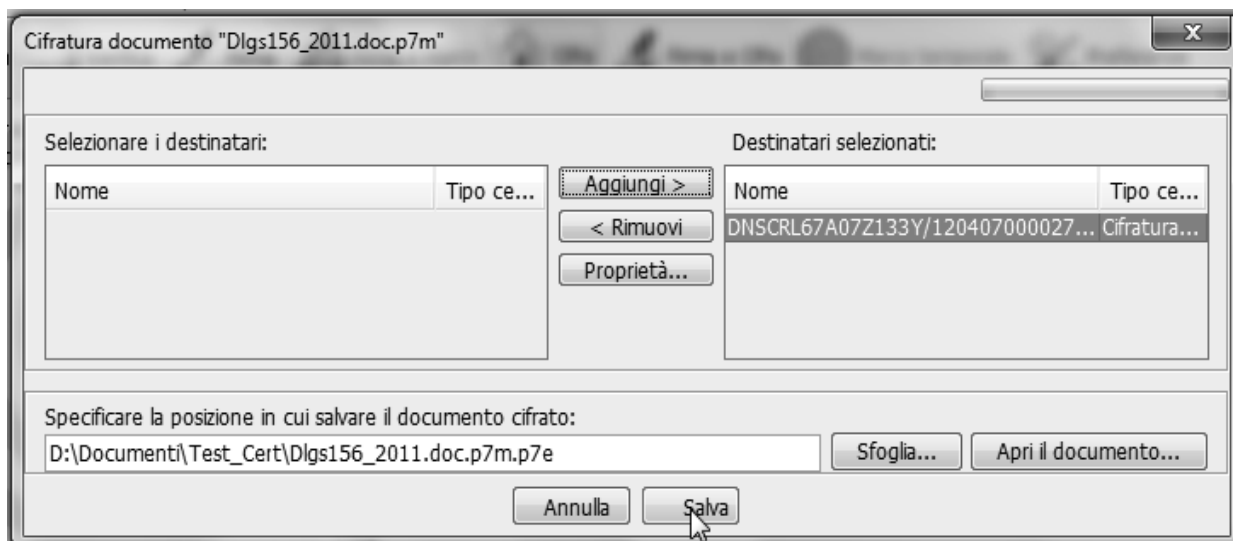 Cifratura documento "Dlgs156_2011.doc.p7m"
x
Selezionare i destinatari:
Destinatari selezionati:
Nome Tipo ce...
Aggiungi >
Nome Tipo ce...
< Rimuovi
DNSCRL67A07Z133Y/120407000027... Cifratura...
Proprietà...
Specificare la posizione in cui salvare il documento cifrato:
D:\Documenti\Test_Cert\Dlgs156_2011.doc.p7m.p7e
Sfoglia... Apri il documento...
Annulla Salva